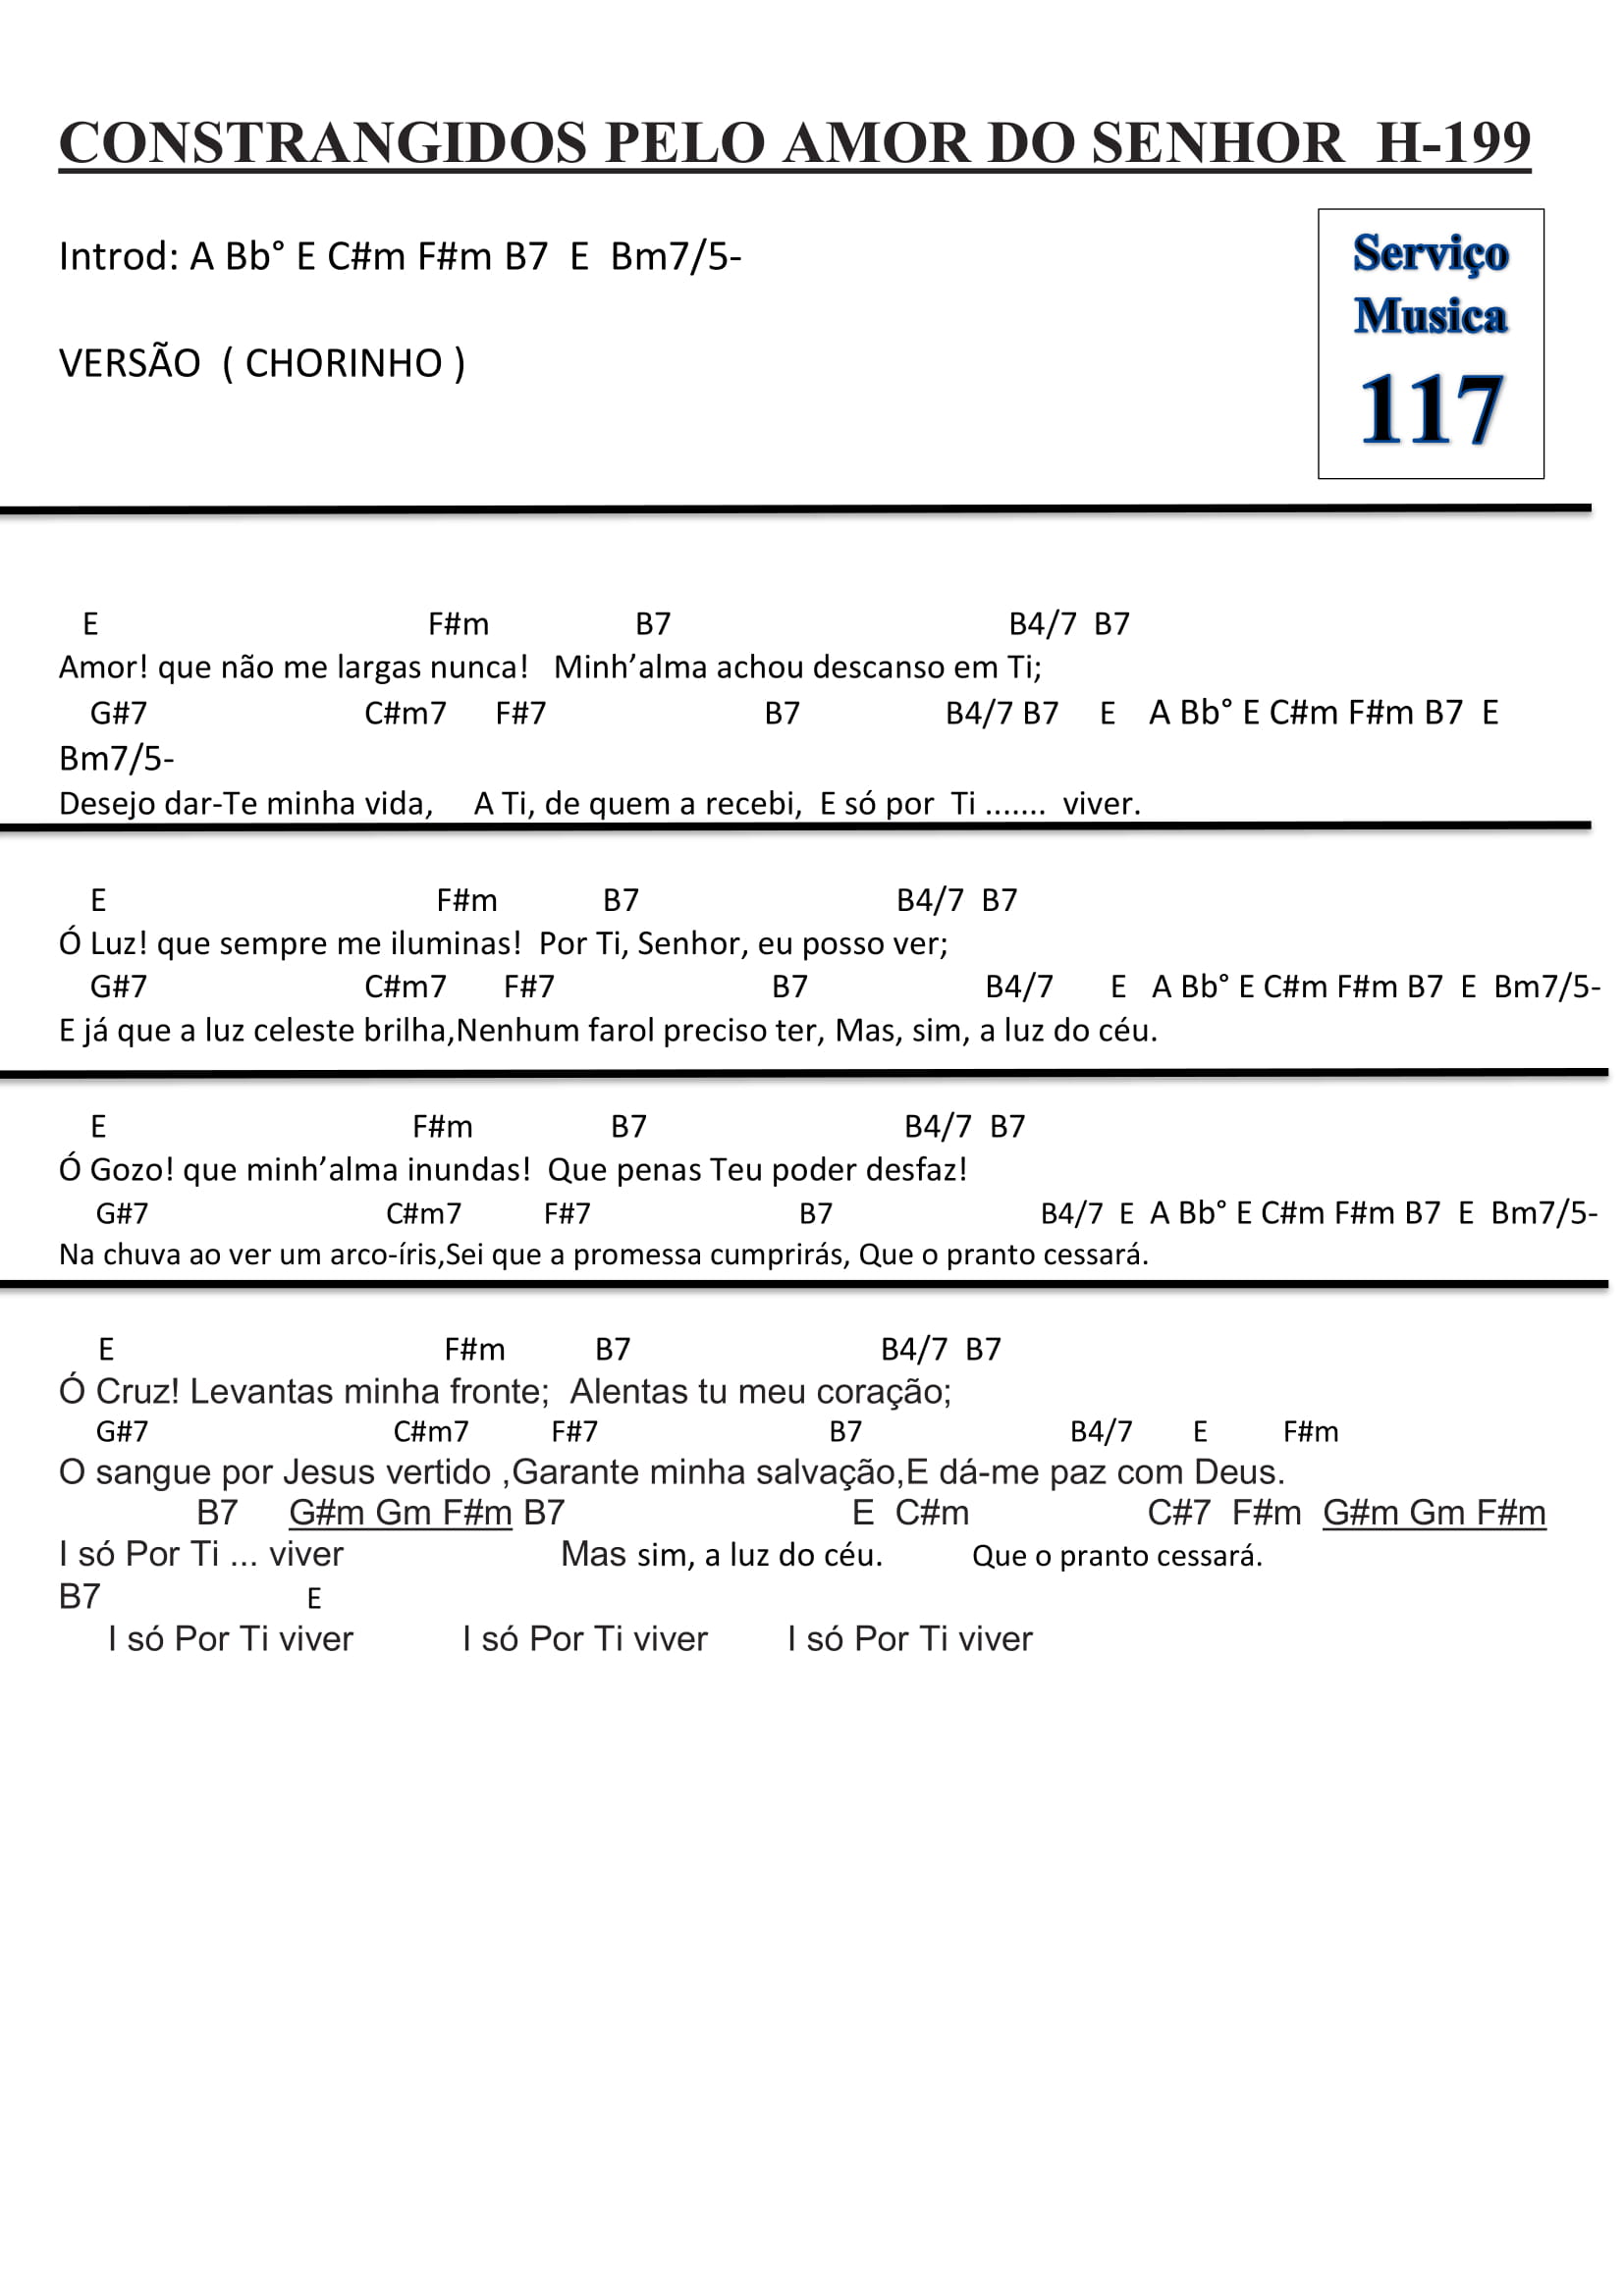 CONSTRANGIDOS PELO AMOR DO SENHOR  H-199
Introd: A Bb° E C#m F#m B7  E  Bm7/5-
VERSÃO  ( CHORINHO )
Serviço
Musica
117
E F#m B7 B4/7  B7
Amor! que não me largas nunca!   Minh’alma achou descanso em Ti;
G#7 C#m7 F#7 B7 B4/7 B7 E A Bb° E C#m F#m B7  E
Bm7/5-
Desejo dar-Te minha vida,     A Ti, de quem a recebi,  E só por  Ti .......  viver.
E F#m B7 B4/7  B7
Ó Luz! que sempre me iluminas!  Por Ti, Senhor, eu posso ver;
G#7 C#m7 F#7 B7 B4/7 E A Bb° E C#m F#m B7  E  Bm7/5-
E já que a luz celeste brilha,Nenhum farol preciso ter, Mas, sim, a luz do céu.
E F#m B7 B4/7  B7
Ó Gozo! que minh’alma inundas!  Que penas Teu poder desfaz!
G#7 C#m7 F#7 B7 B4/7  E  A Bb° E C#m F#m B7  E  Bm7/5-
Na chuva ao ver um arco-íris,Sei que a promessa cumprirás, Que o pranto cessará.
E F#m B7 B4/7  B7
Ó Cruz! Levantas minha fronte;  Alentas tu meu coração;
G#7 C#m7 F#7 B7 B4/7 E F#m
O sangue por Jesus vertido ,Garante minha salvação,E dá-me paz com Deus.
B7 G#m Gm F#m B7 E  C#m C#7  F#m  G#m Gm F#m
I só Por Ti ... viver Mas sim, a luz do céu. Que o pranto cessará.
B7 E
I só Por Ti viver I só Por Ti viver I só Por Ti viver